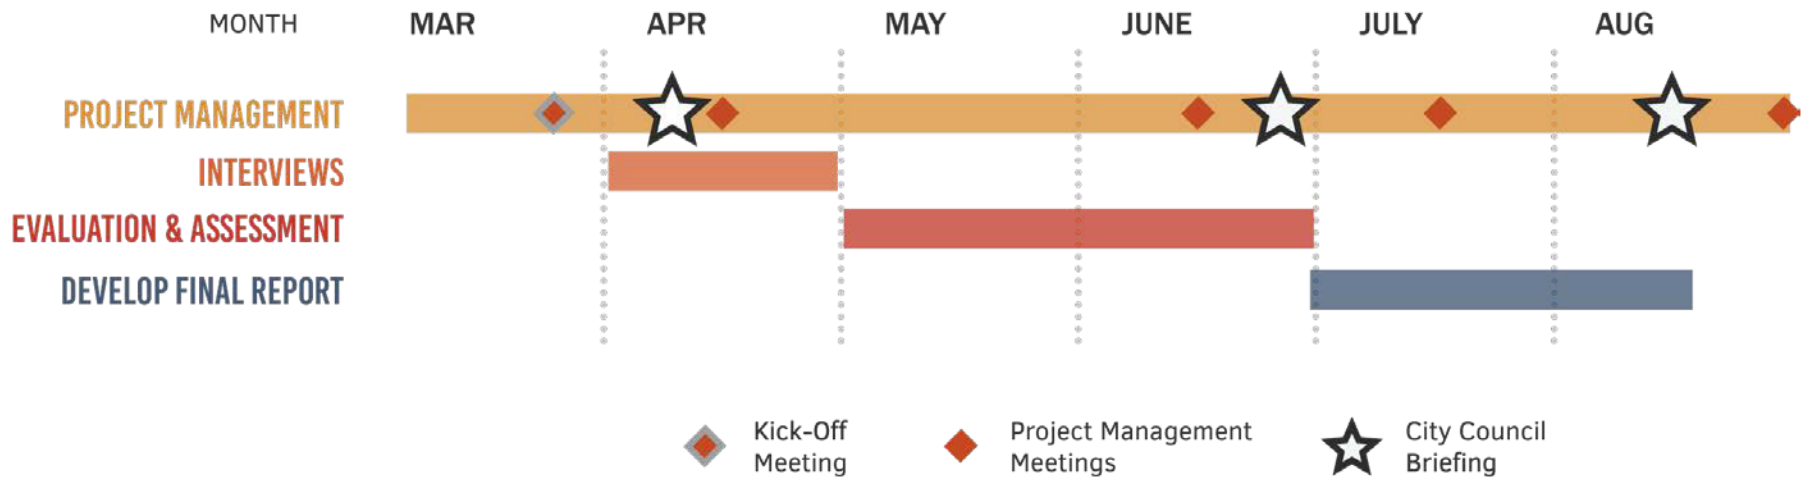 MONTH MAR APR MAY JUNE JULY AUG
PROJECT MANAGEMENT
INTERVIEWS
EVALUATION & ASSESSMENT
DEVELOP FINAL REPORT
Kick-Off
Meeting
Project Management
Meetings
City Council
Briefing